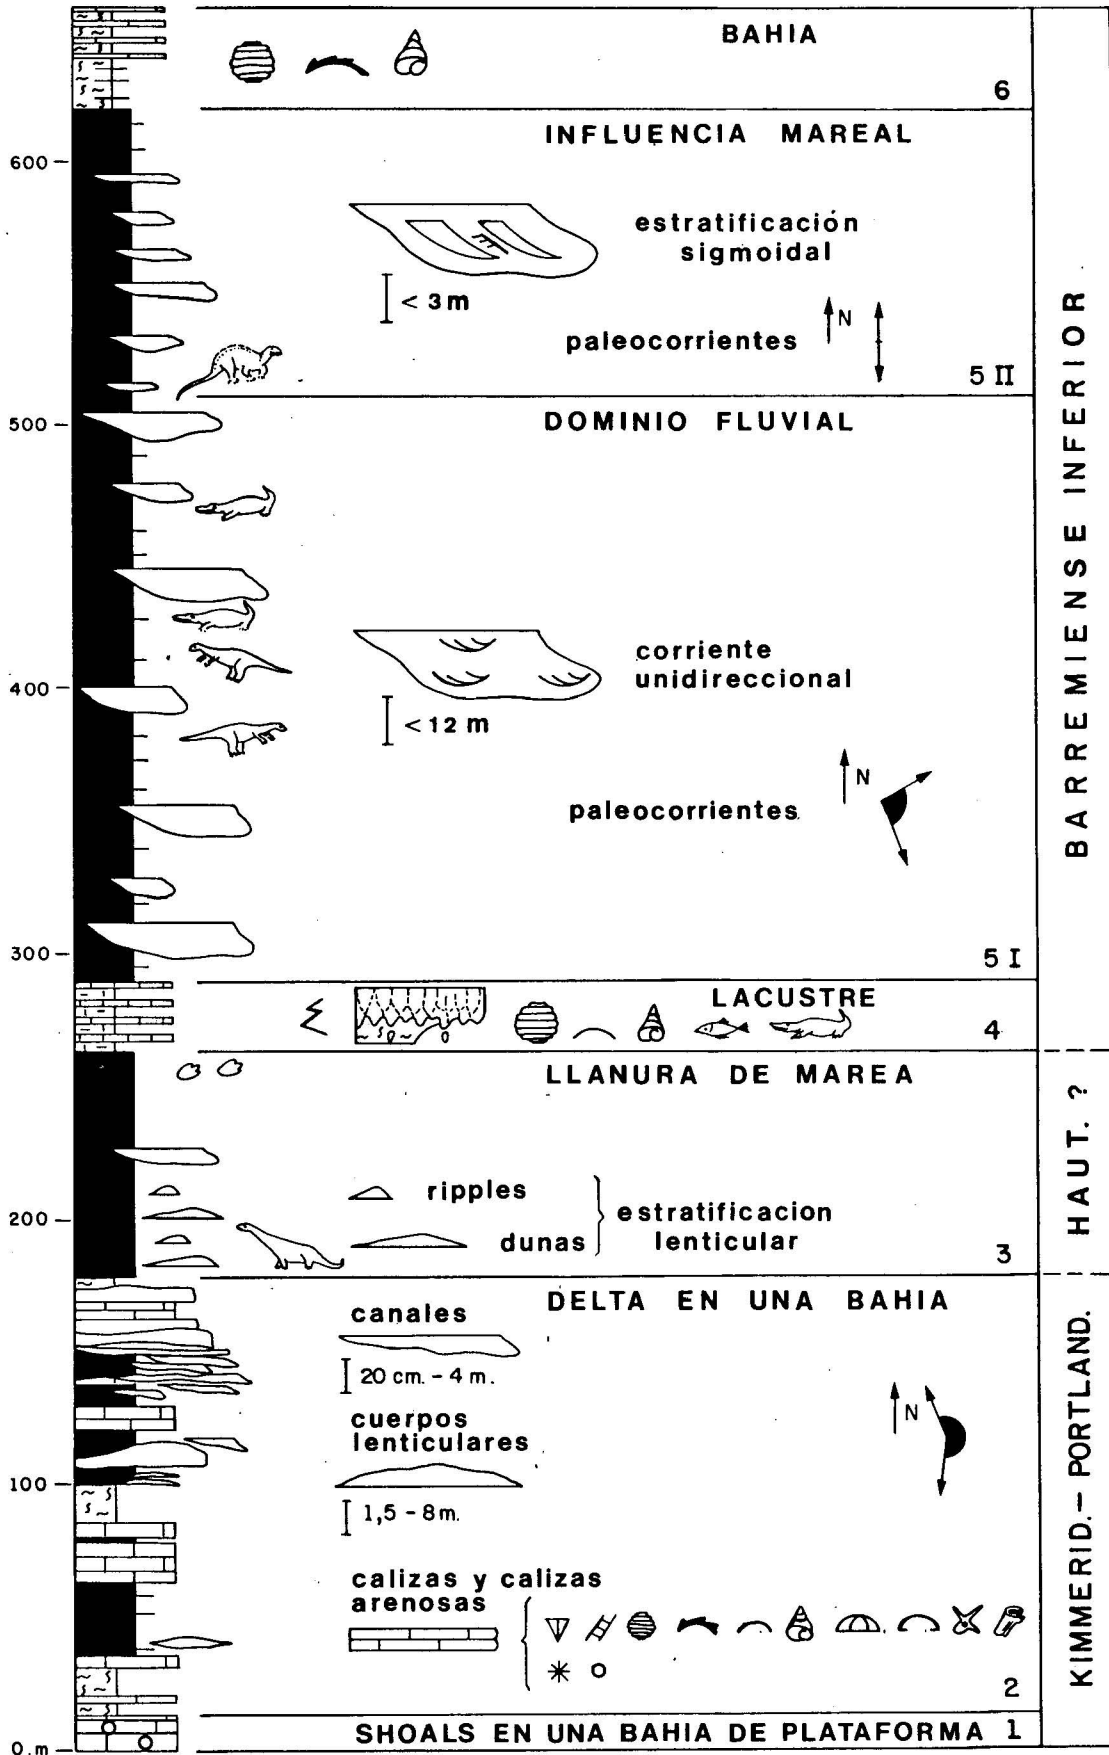 BAHIA
6
INFLUENCIA MAREAL
600
estratificación
sigmoidal
< 3 m
N
paleocorrientes
5 II
500
DOMINIO FLUVIAL
corriente
unidireccional
400
< 12 m
N
paleocorrientes
300
5 I
LACUSTRE
4
LLANURA DE MAREA
ripples
200
estratificacion
dunas
lenticular
3
DELTA EN UNA BAHIA
canales
20 cm. - 4 m.
N
cuerpos
lenticulares
100
1,5 - 8 m.
calizas y calizas
arenosas
2
SHOALS EN UNA BAHIA DE PLATAFORMA 1
0. m
BARREMIENSE INFERIOR
HAUT. ?
KIMMERID. - PORTLAND.